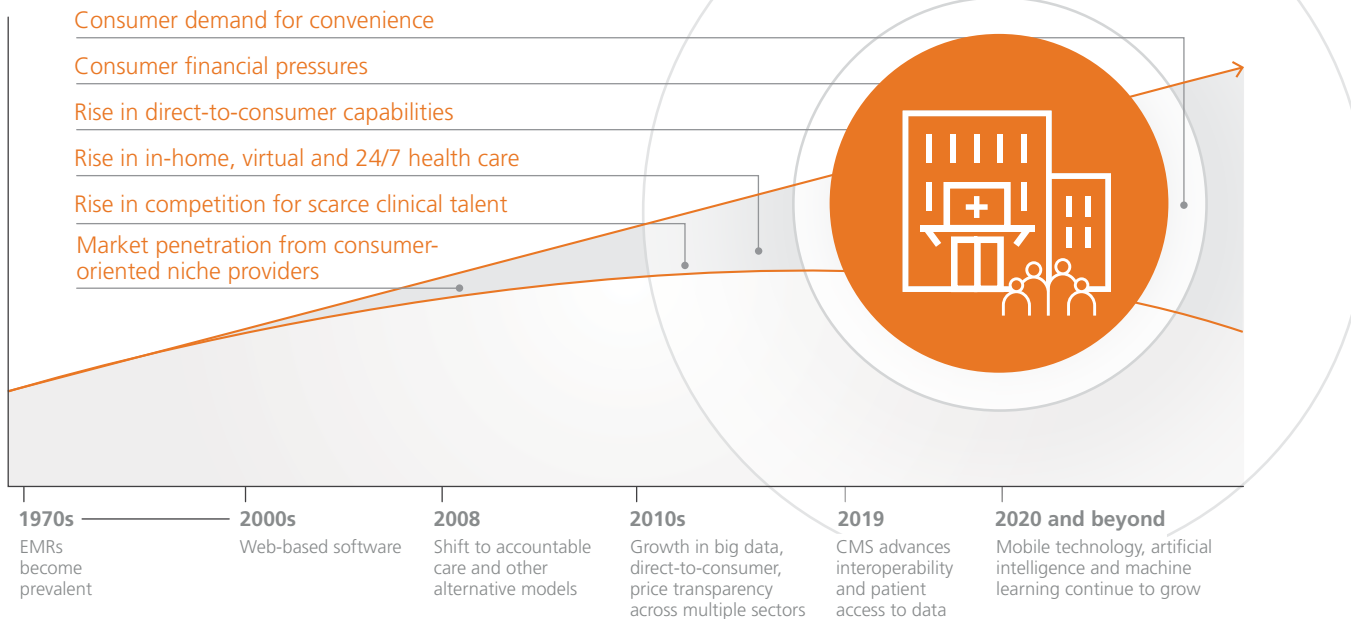 Consumer demand for convenience
Consumer financial pressures
Rise in direct-to-consumer capabilities
Rise in in-home, virtual and 24/7 health care
Rise in competition for scarce clinical talent
Market penetration from consumer-
oriented niche providers
1970s
EMRs
become
prevalent
2000s
Web-based software
2008
Shift to accountable
care and other
alternative models
2010s
Growth in big data,
direct-to-consumer,
price transparency
across multiple sectors
2019
CMS advances
interoperability
and patient
access to data
2020 and beyond
Mobile technology, artificial
intelligence and machine
learning continue to grow